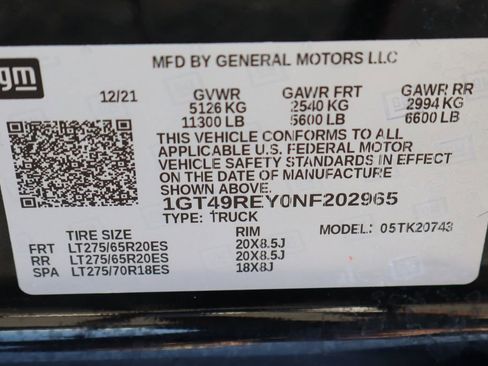 gm
MFD BY GENERAL MOTORS LLC
12/21 GVWR GAWR FRT GAWR RR
5126 KG 2540 KG 2994 KG
11300 LB 5600 LB 6600 LB
THIS VEHICLE CONFORMS TO ALL
APPLICABLE U.S. FEDERAL MOTOR
VEHICLE SAFETY STANDARDS IN EFFECT
ON THE DATE OF MANUFACTURE
SHOWN ABOVE.
1GT49REY0NF202965
TYPE: TRUCK MODEL: 05TK20743
TIRE SIZE RIM
FRT LT275/65R20ES 20X8.5J
RR LT275/65R20ES 20X8.5J
SPA LT275/70R18ES 18X8J